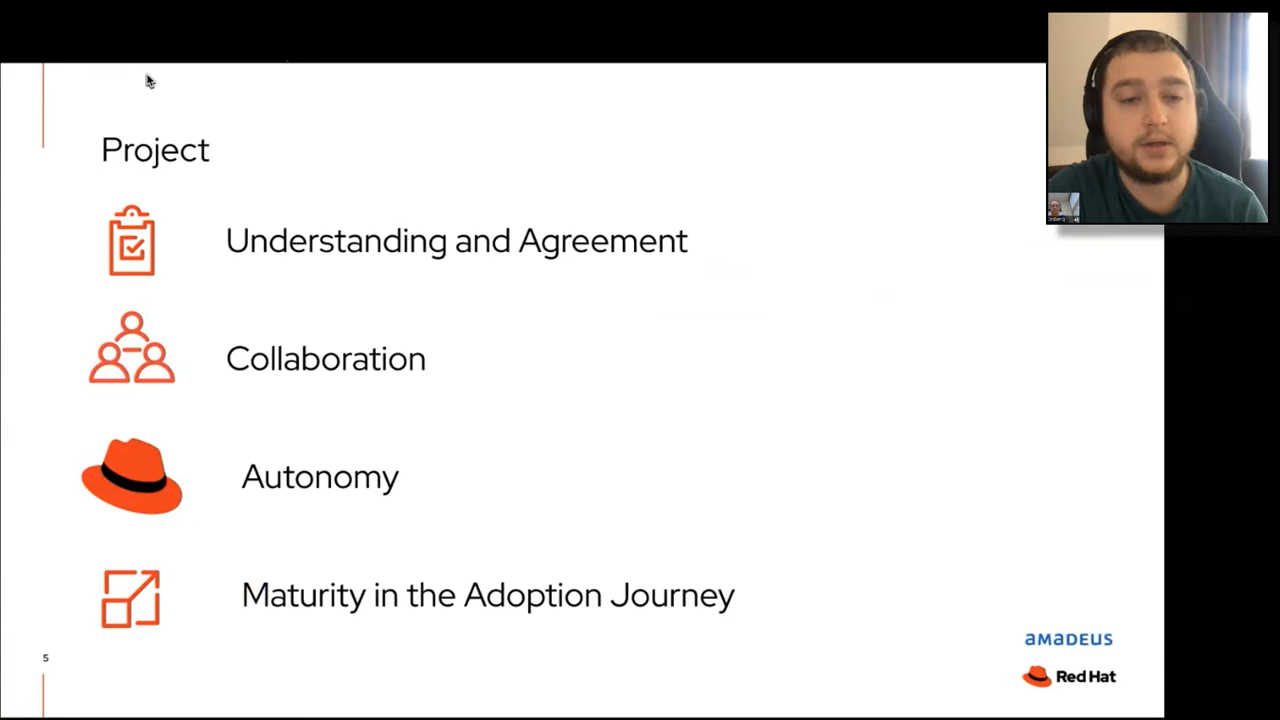 Project
Understanding and Agreement
Collaboration
Autonomy
Maturity in the Adoption Journey
5
amadeus
Red Hat